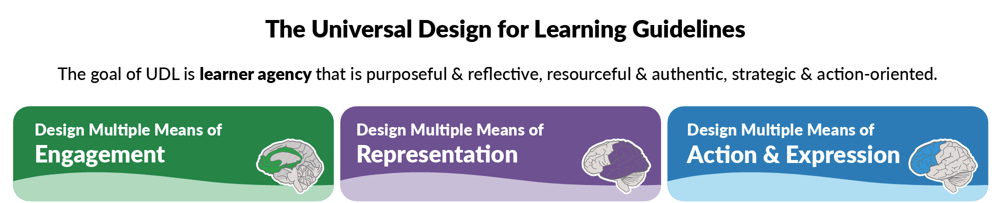 The Universal Design for Learning Guidelines
The goal of UDL is learner agency that is purposeful & reflective, resourceful & authentic, strategic & action-oriented.
Design Multiple Means of
Engagement
Design Multiple Means of
Representation
Design Multiple Means of
Action & Expression